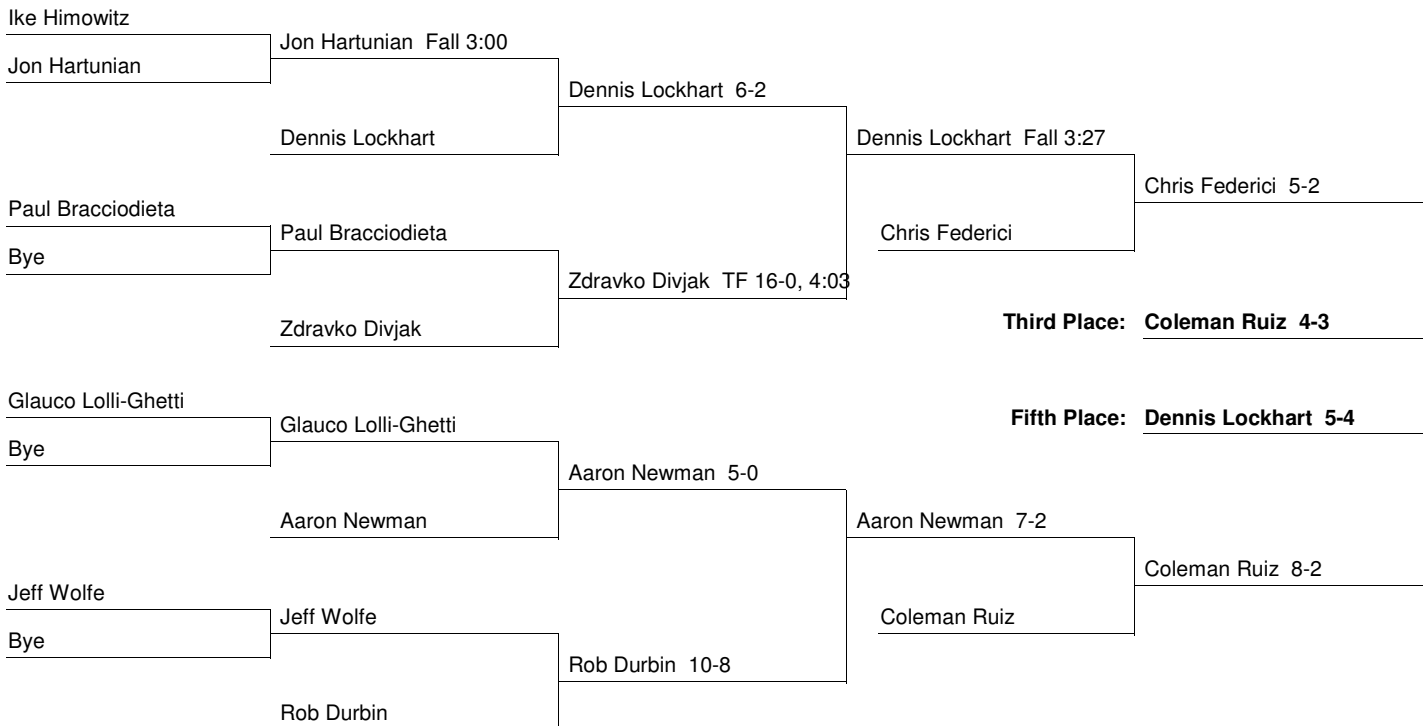 Ike Himowitz
Jon Hartunian Fall 3:00
Jon Hartunian
Dennis Lockhart 6-2
Dennis Lockhart
Dennis Lockhart Fall 3:27
Chris Federici 5-2
Paul Bracciodieta
Paul Bracciodieta
Chris Federici
Bye
Zdravko Divjak TF 16-0, 4:03
Zdravko Divjak
Third Place: Coleman Ruiz 4-3
Glauco Lolli-Ghetti
Glauco Lolli-Ghetti
Fifth Place: Dennis Lockhart 5-4
Bye
Aaron Newman 5-0
Aaron Newman
Aaron Newman 7-2
Coleman Ruiz 8-2
Jeff Wolfe
Jeff Wolfe
Coleman Ruiz
Bye
Rob Durbin 10-8
Rob Durbin